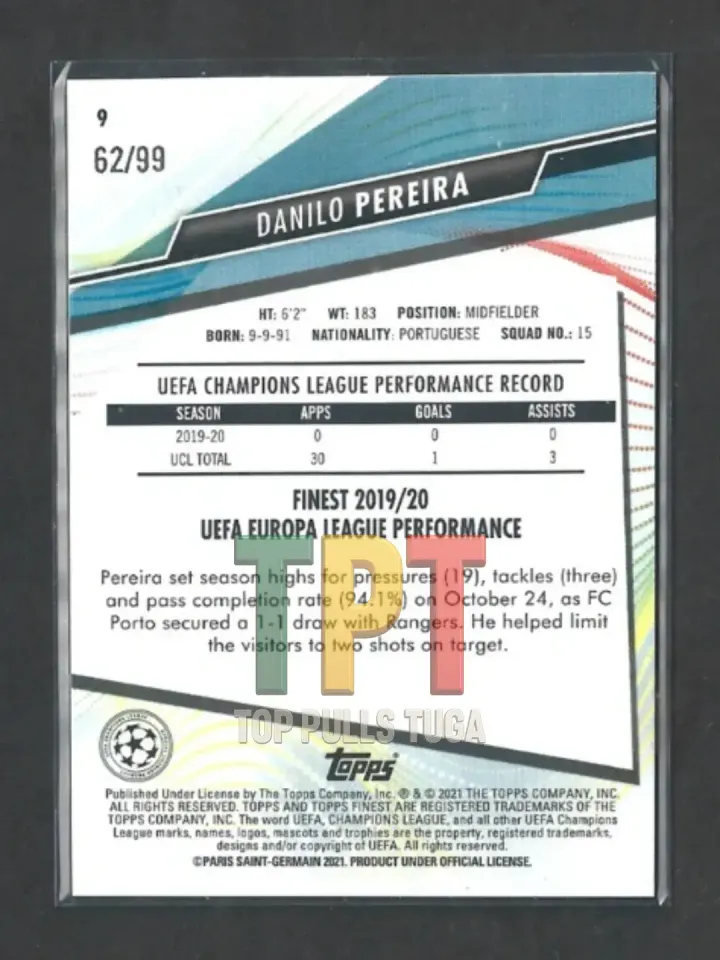 9
62/99
DANILO PEREIRA
HT: 6'2" WT: 183 POSITION: MIDFIELDER
BORN: 9-9-91 NATIONALITY: PORTUGUESE SQUAD NO.: 15
UEFA CHAMPIONS LEAGUE PERFORMANCE RECORD
SEASON APPS GOALS ASSISTS
2019-20 0 0 0
UCL TOTAL 30 1 3
FINEST 2019/20
UEFA EUROPA LEAGUE PERFORMANCE
Pereira set season highs for pressures (19), tackles (three)
and pass completion rate (94.1%) on October 24, as FC
Porto secured a 1-1 draw with Rangers. He helped limit
the visitors to two shots on target.
TPT
TOP PULLS TUGA
topps
Published Under License by The Topps Company, Inc. ® & © 2021 THE TOPPS COMPANY, INC.
ALL RIGHTS RESERVED. TOPPS AND TOPPS FINEST ARE REGISTERED TRADEMARKS OF THE
TOPPS COMPANY, INC. The word UEFA, CHAMPIONS LEAGUE, and all other UEFA Champions
League marks, names, logos, mascots and trophies are the property, registered trademarks,
designs and/or copyright of UEFA. All rights reserved.
©PARIS SAINT-GERMAIN 2021. PRODUCT UNDER OFFICIAL LICENSE.